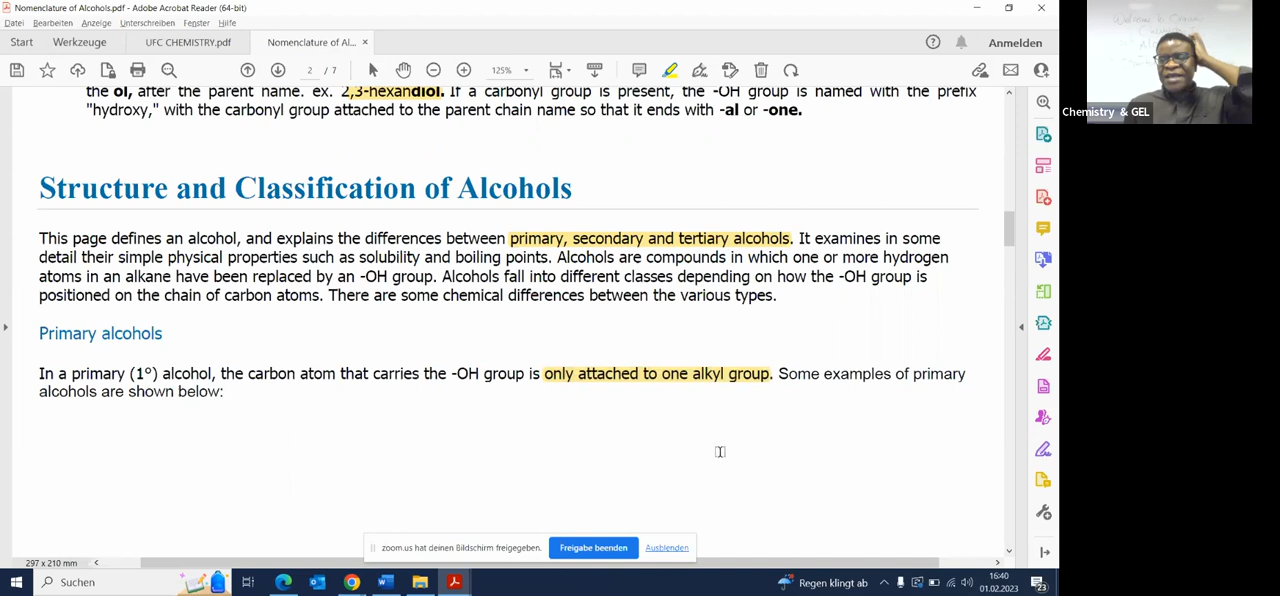 Nomenclature of Alcohols.pdf - Adobe Acrobat Reader (64-bit)
Datei Bearbeiten Anzeige Unterschreiben Fenster Hilfe
Start Werkzeuge UFC CHEMISTRY.pdf Nomenclature of Al... × Anmelden
2 / 7 125%
the ol, after the parent name. ex. 2,3-hexandiol. If a carbonyl group is present, the -OH group is named with the prefix
"hydroxy," with the carbonyl group attached to the parent chain name so that it ends with -al or -one.
Structure and Classification of Alcohols
This page defines an alcohol, and explains the differences between primary, secondary and tertiary alcohols. It examines in some
detail their simple physical properties such as solubility and boiling points. Alcohols are compounds in which one or more hydrogen
atoms in an alkane have been replaced by an -OH group. Alcohols fall into different classes depending on how the -OH group is
positioned on the chain of carbon atoms. There are some chemical differences between the various types.
Primary alcohols
In a primary (1°) alcohol, the carbon atom that carries the -OH group is only attached to one alkyl group. Some examples of primary
alcohols are shown below:
zoom.us hat deinen Bildschirm freigegeben. Freigabe beenden Ausblenden
297 x 210 mm
Suchen
Regen klingt ab
16:40
01.02.2023
23
Chemistry & GEL